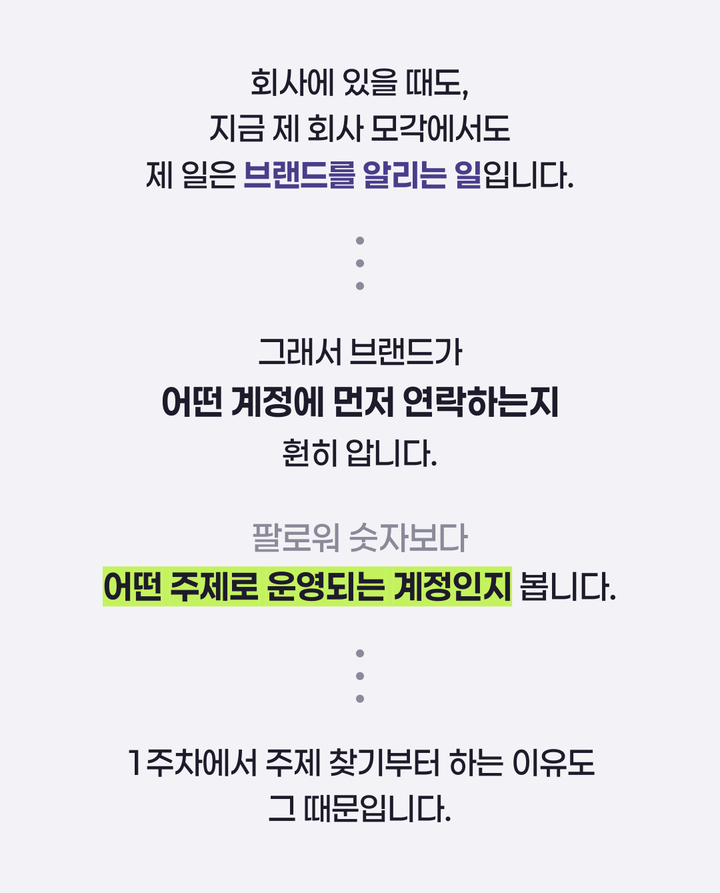 회사에 있을 때도,
지금 제 회사 모각에서도
제 일은 브랜드를 알리는 일입니다.
그래서 브랜드가
어떤 계정에 먼저 연락하는지
훤히 압니다.
팔로워 숫자보다
어떤 주제로 운영되는 계정인지 봅니다.
1주차에서 주제 찾기부터 하는 이유도
그 때문입니다.